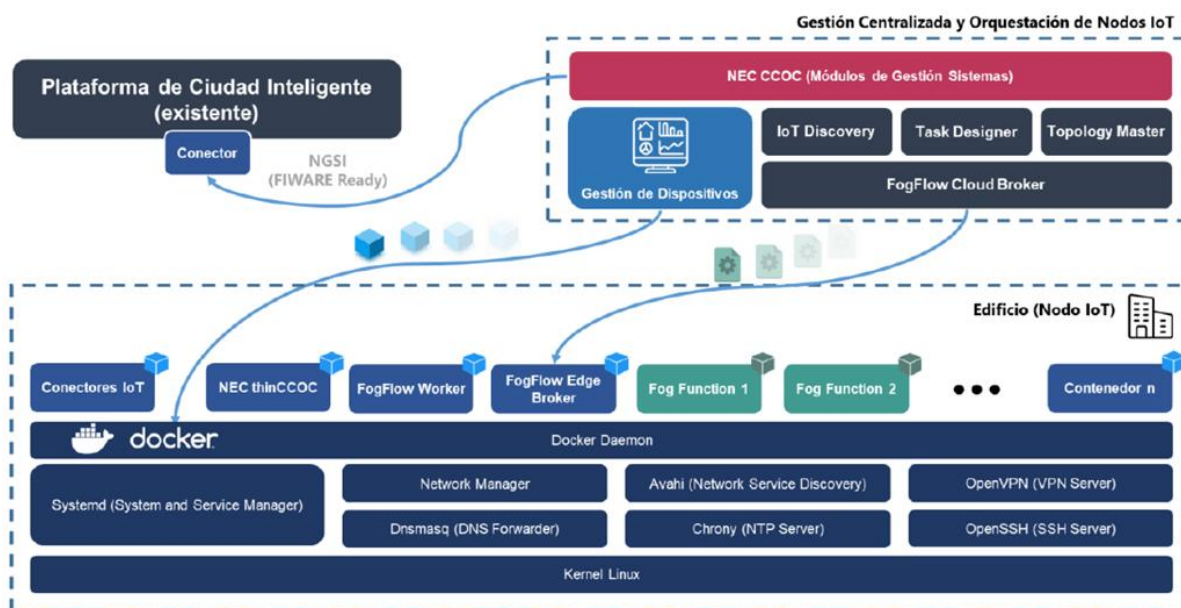 Gestión Centralizada y Orquestación de Nodos IoT
Plataforma de Ciudad Inteligente
(existente)
Conector
NGSI
(FIWARE Ready)
NEC CCOC (Módulos de Gestión Sistemas)
Gestión de Dispositivos
IoT Discovery
Task Designer
Topology Master
FogFlow Cloud Broker
Edificio (Nodo IoT)
Conectores IoT
NEC thinCCOC
FogFlow Worker
FogFlow Edge
Broker
Fog Function 1
Fog Function 2
Contenedor n
docker
Docker Daemon
Systemd (System and Service Manager)
Network Manager
Avahi (Network Service Discovery)
OpenVPN (VPN Server)
Dnsmasq (DNS Forwarder)
Chrony (NTP Server)
OpenSSH (SSH Server)
Kernel Linux